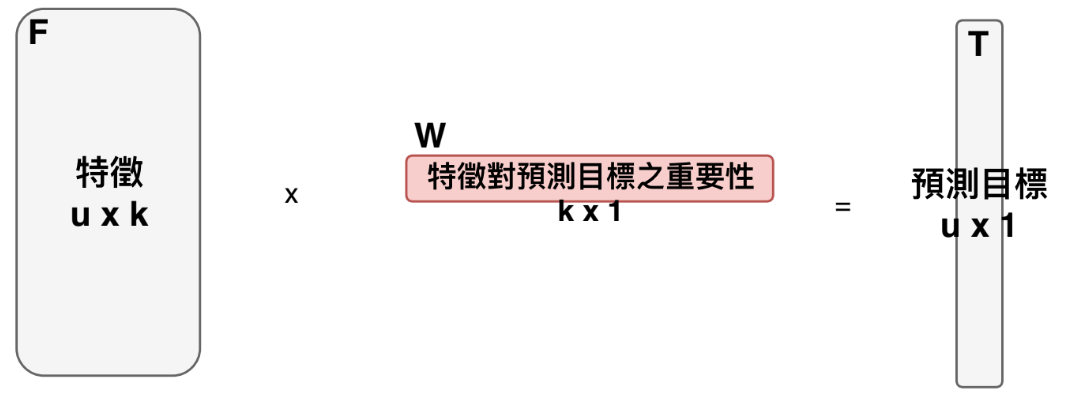 F
特徵
u x k
x
W
特徵對預測目標之重要性
k x 1
=
T
預測目標
u x 1